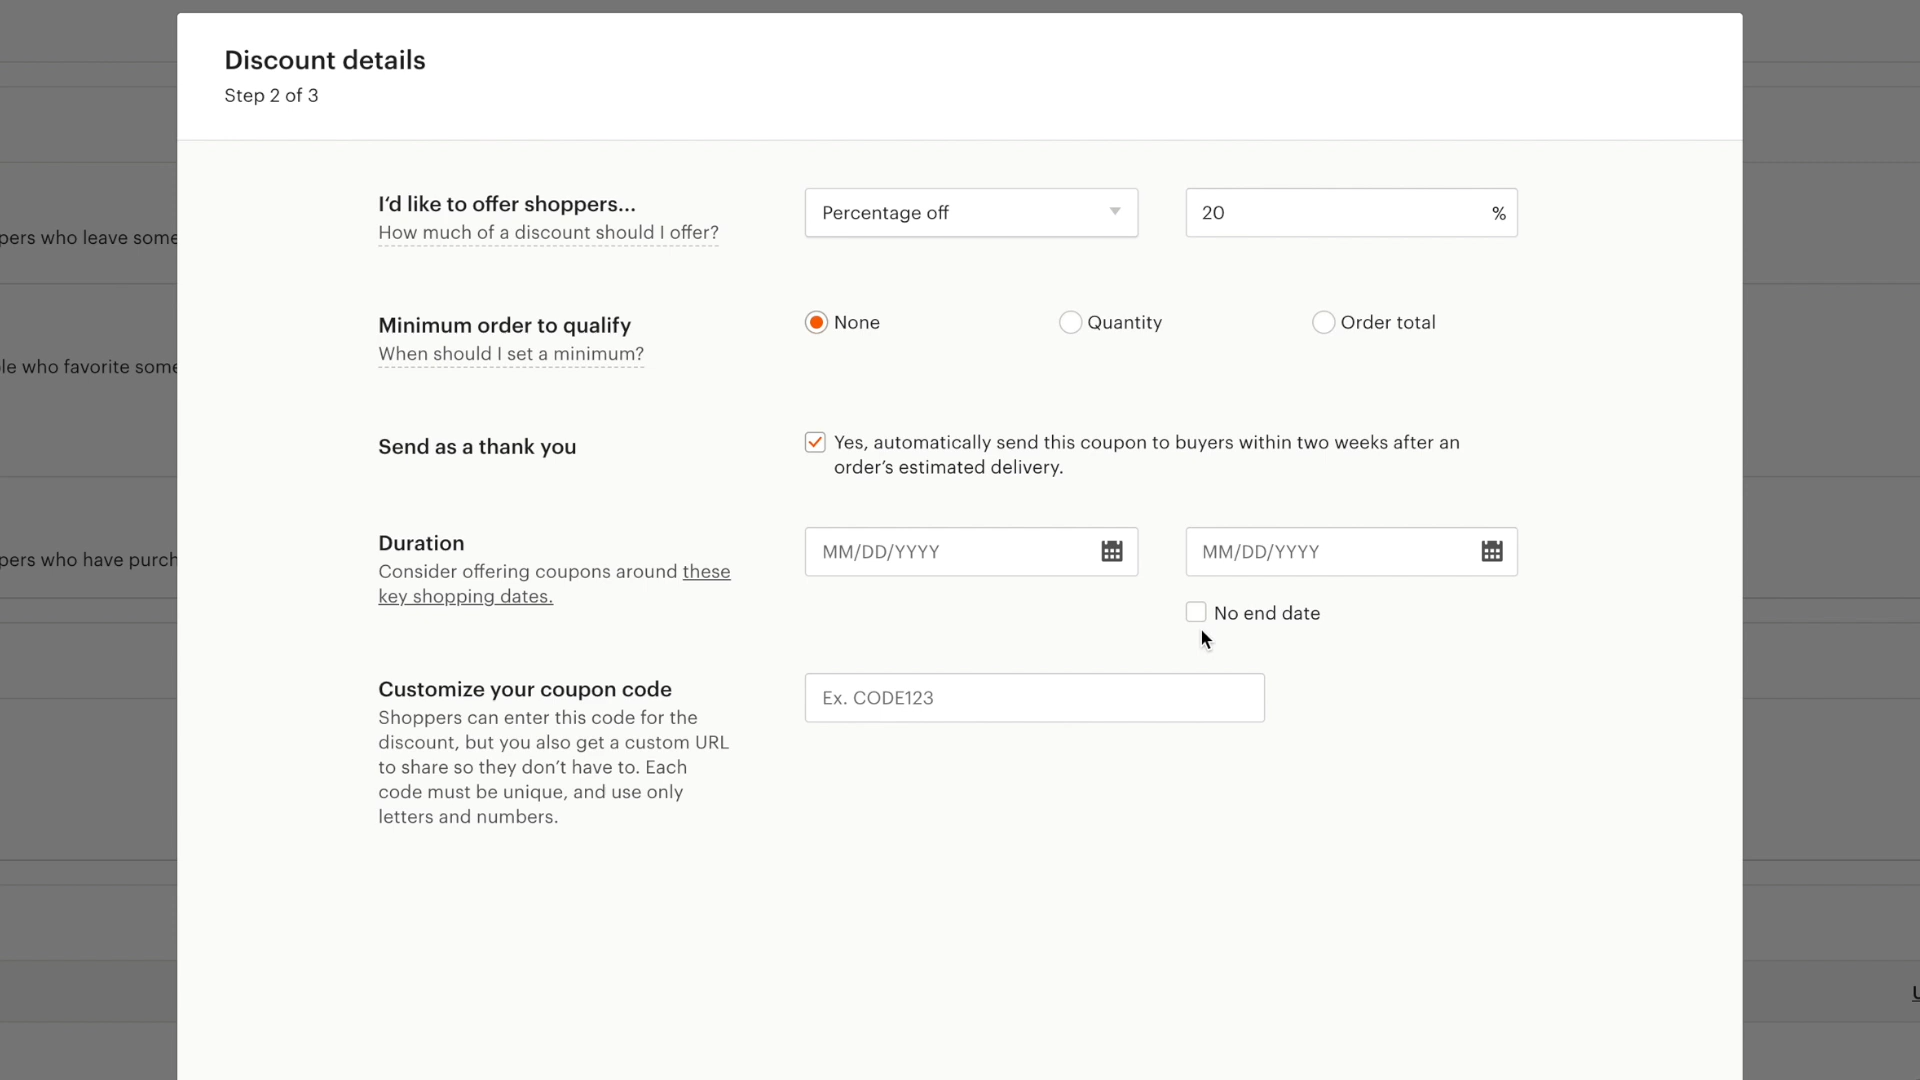 Discount details
Step 2 of 3
I‘d like to offer shoppers...
How much of a discount should I offer?
Percentage off
20
%
Minimum order to qualify
When should I set a minimum?
None
Quantity
Order total
Send as a thank you
Yes, automatically send this coupon to buyers within two weeks after an
order’s estimated delivery.
Duration
Consider offering coupons around these
key shopping dates.
MM/DD/YYYY
MM/DD/YYYY
No end date
Customize your coupon code
Shoppers can enter this code for the
discount, but you also get a custom URL
to share so they don’t have to. Each
code must be unique, and use only
letters and numbers.
Ex. CODE123
pers who leave some
le who favorite some
pers who have purch